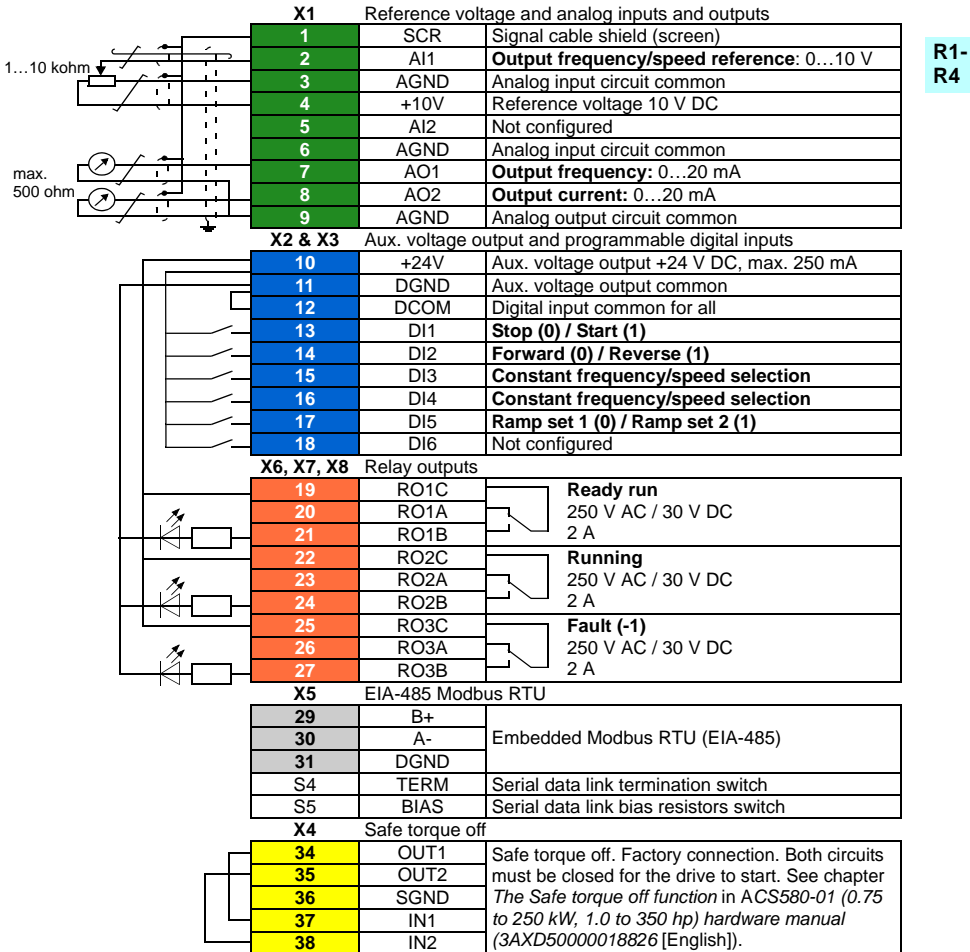 X1 Reference voltage and analog inputs and outputs
1 SCR Signal cable shield (screen)
R1-
R4
1…10 kohm
2 AI1 Output frequency/speed reference: 0…10 V
3 AGND Analog input circuit common
4 +10V Reference voltage 10 V DC
5 AI2 Not configured
6 AGND Analog input circuit common
max.
500 ohm
7 AO1 Output frequency: 0…20 mA
8 AO2 Output current: 0…20 mA
9 AGND Analog output circuit common
X2 & X3 Aux. voltage output and programmable digital inputs
10 +24V Aux. voltage output +24 V DC, max. 250 mA
11 DGND Aux. voltage output common
12 DCOM Digital input common for all
13 DI1 Stop (0) / Start (1)
14 DI2 Forward (0) / Reverse (1)
15 DI3 Constant frequency/speed selection
16 DI4 Constant frequency/speed selection
17 DI5 Ramp set 1 (0) / Ramp set 2 (1)
18 DI6 Not configured
X6, X7, X8 Relay outputs
19 RO1C Ready run
20 RO1A 250 V AC / 30 V DC
21 RO1B 2 A
22 RO2C Running
23 RO2A 250 V AC / 30 V DC
24 RO2B 2 A
25 RO3C Fault (-1)
26 RO3A 250 V AC / 30 V DC
27 RO3B 2 A
X5 EIA-485 Modbus RTU
29 B+
30 A- Embedded Modbus RTU (EIA-485)
31 DGND
S4 TERM Serial data link termination switch
S5 BIAS Serial data link bias resistors switch
X4 Safe torque off
34 OUT1 Safe torque off. Factory connection. Both circuits
35 OUT2 must be closed for the drive to start. See chapter
36 SGND The Safe torque off function in ACS580-01 (0.75
37 IN1 to 250 kW, 1.0 to 350 hp) hardware manual
38 IN2 (3AXD50000018826 [English]).